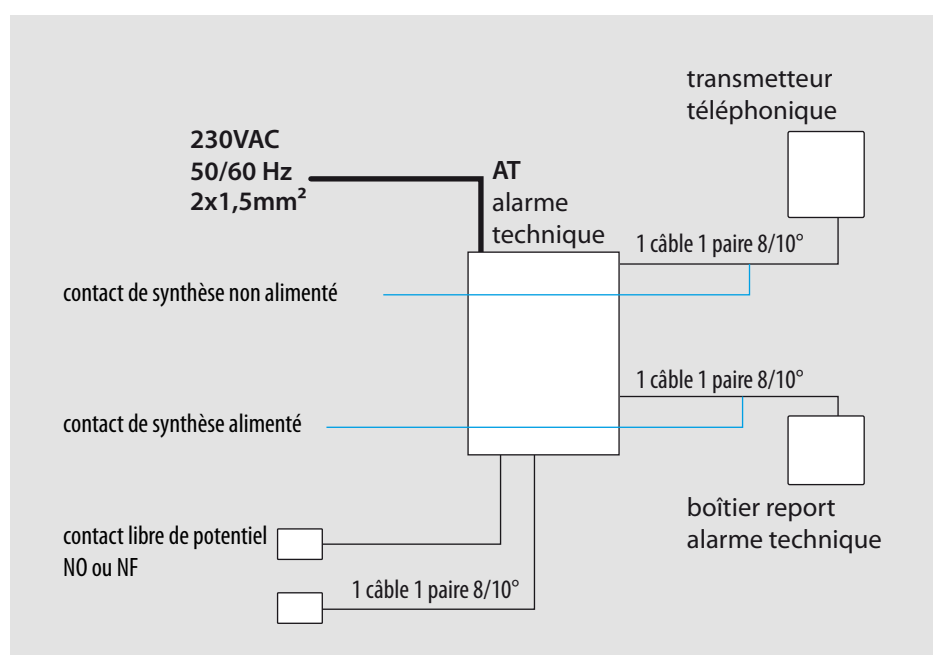 transmetteur
téléphonique
230VAC
50/60 Hz
2x1,5mm²
AT
alarme
technique
1 câble 1 paire 8/10°
contact de synthèse non alimenté
1 câble 1 paire 8/10°
contact de synthèse alimenté
boîtier report
alarme technique
contact libre de potentiel
NO ou NF
1 câble 1 paire 8/10°